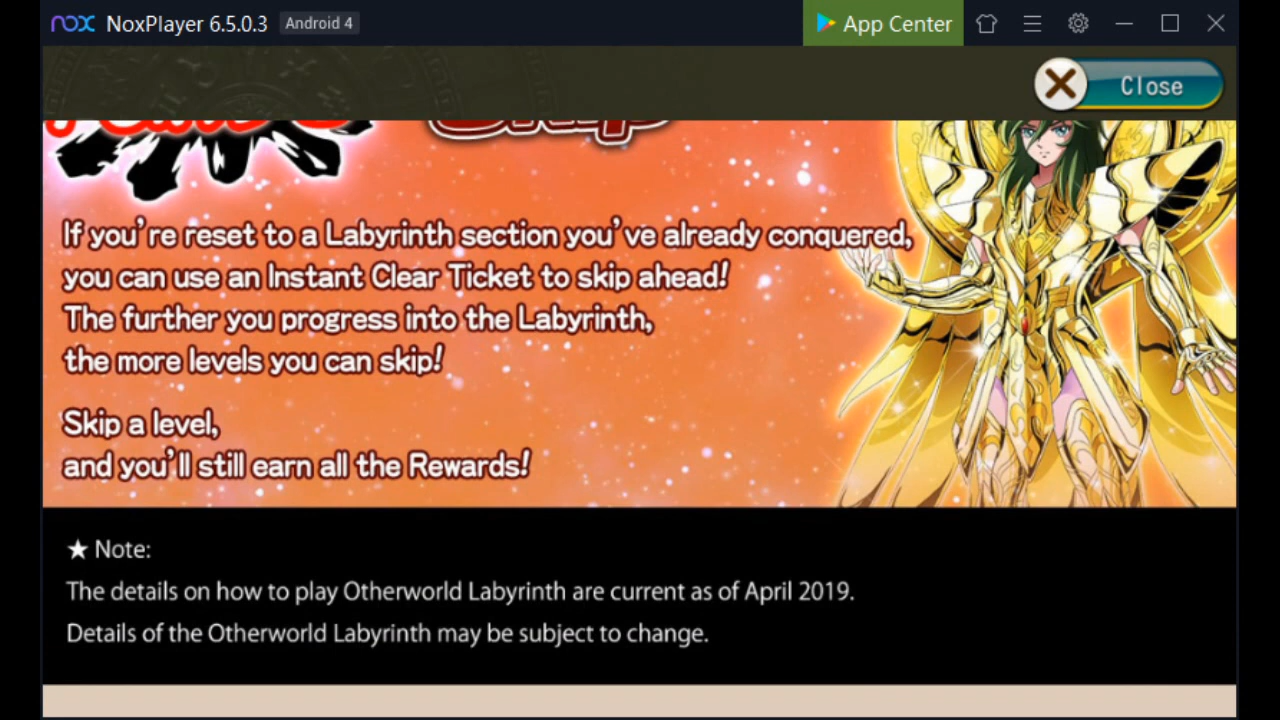 nox NoxPlayer 6.5.0.3 Android 4 App Center
Close
Skip
If you're reset to a Labyrinth section you've already conquered,
you can use an Instant Clear Ticket to skip ahead!
The further you progress into the Labyrinth,
the more levels you can skip!
Skip a level,
and you'll still earn all the Rewards!
★ Note:
The details on how to play Otherworld Labyrinth are current as of April 2019.
Details of the Otherworld Labyrinth may be subject to change.